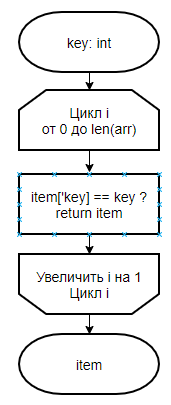 key: int
Цикл i
от 0 до len(arr)
item['key] == key ?
return item
Увеличить i на 1
Цикл i
item